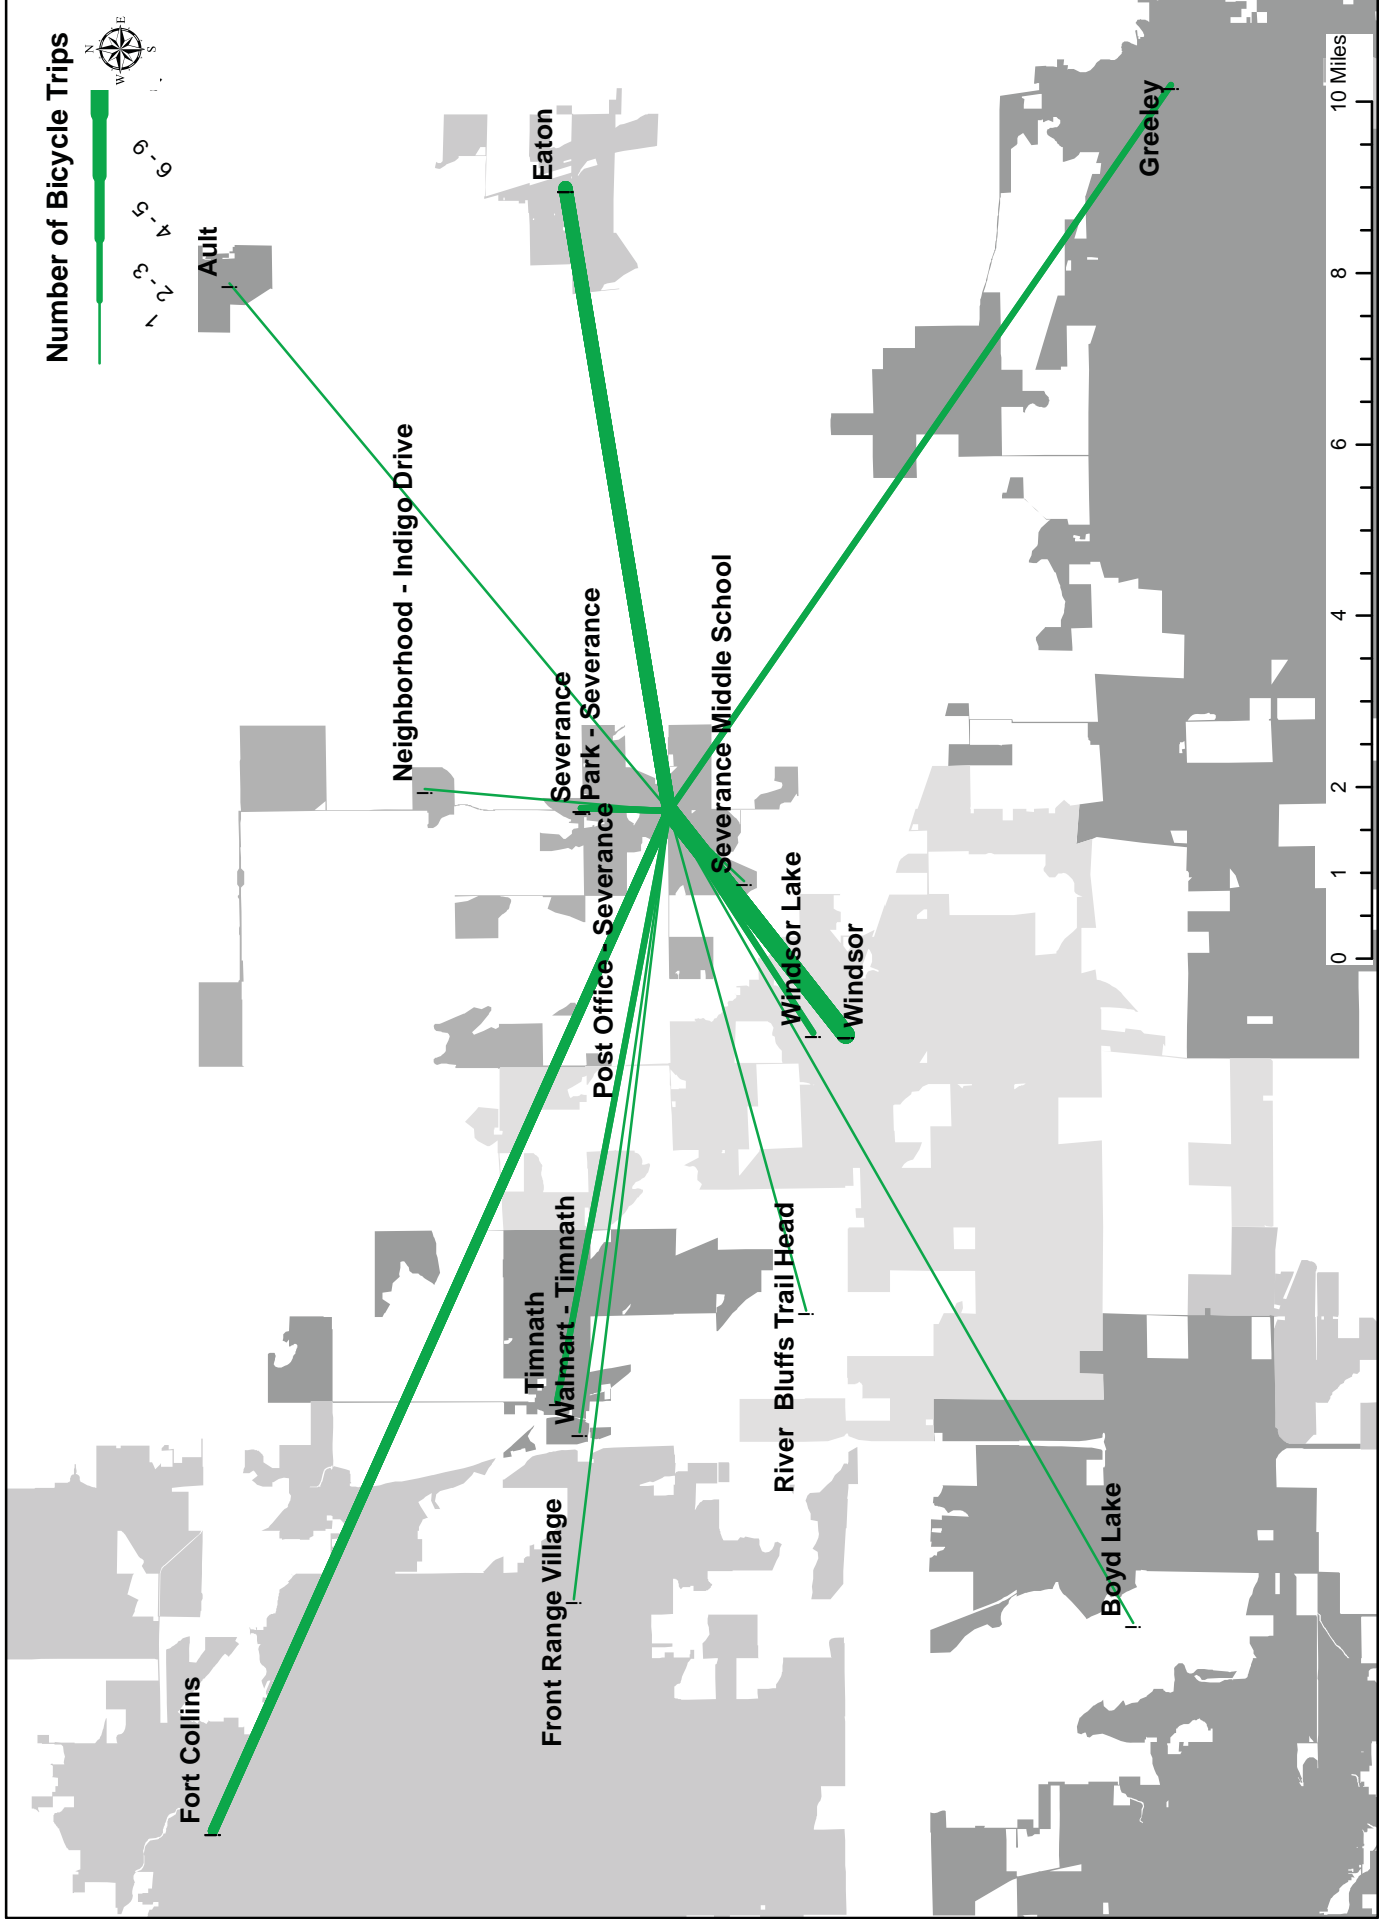 Number of Bicycle Trips
1
2 - 3
4 - 5
6 - 9
N
E
S
W
Ault
Eaton
Fort Collins
Neighborhood - Indigo Drive
Severance
Park - Severance
Post Office - Severance
Timnath
Walmart - Timnath
Front Range Village
Severance Middle School
Windsor Lake
Windsor
River Bluffs Trail Head
Boyd Lake
Greeley
0 1 2 4 6 8 10 Miles